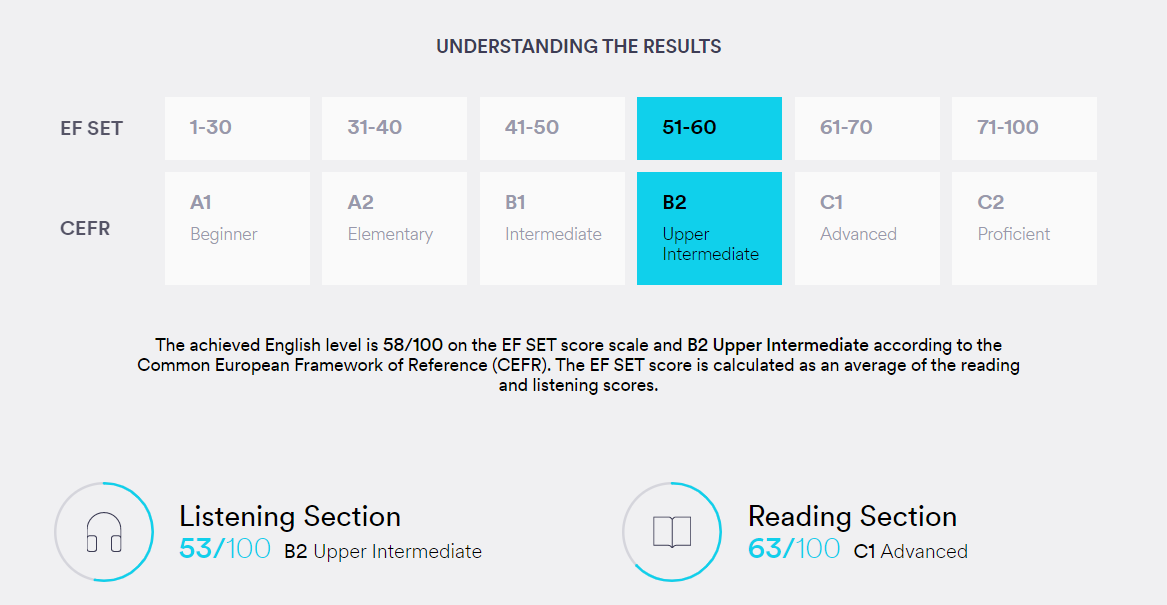 UNDERSTANDING THE RESULTS
EF SET 1-30 31-40 41-50 51-60 61-70 71-100
CEFR
A1 A2 B1 B2 C1 C2
Beginner Elementary Intermediate Upper Intermediate Advanced Proficient
The achieved English level is 58/100 on the EF SET score scale and B2 Upper Intermediate according to the
Common European Framework of Reference (CEFR). The EF SET score is calculated as an average of the reading
and listening scores.
Listening Section
53/100 B2 Upper Intermediate
Reading Section
63/100 C1 Advanced